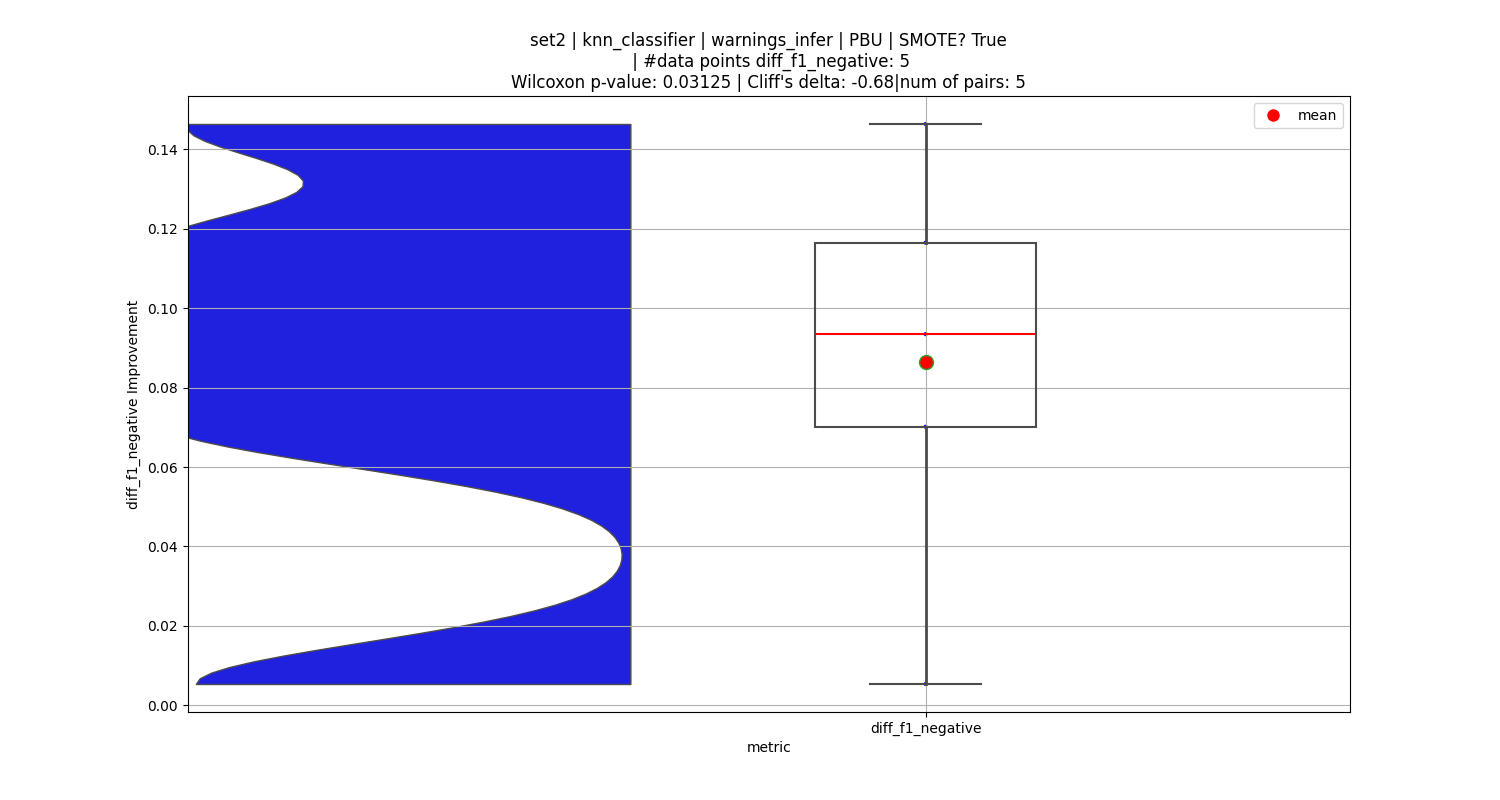 set2 | knn_classifier | warnings_infer | PBU | SMOTE? True
| #data points diff_f1_negative: 5
Wilcoxon p-value: 0.03125 | Cliff's delta: -0.68|num of pairs: 5
mean
0.14
0.12
0.10
0.08
0.06
0.04
0.02
0.00
diff_f1_negative Improvement
diff_f1_negative
metric